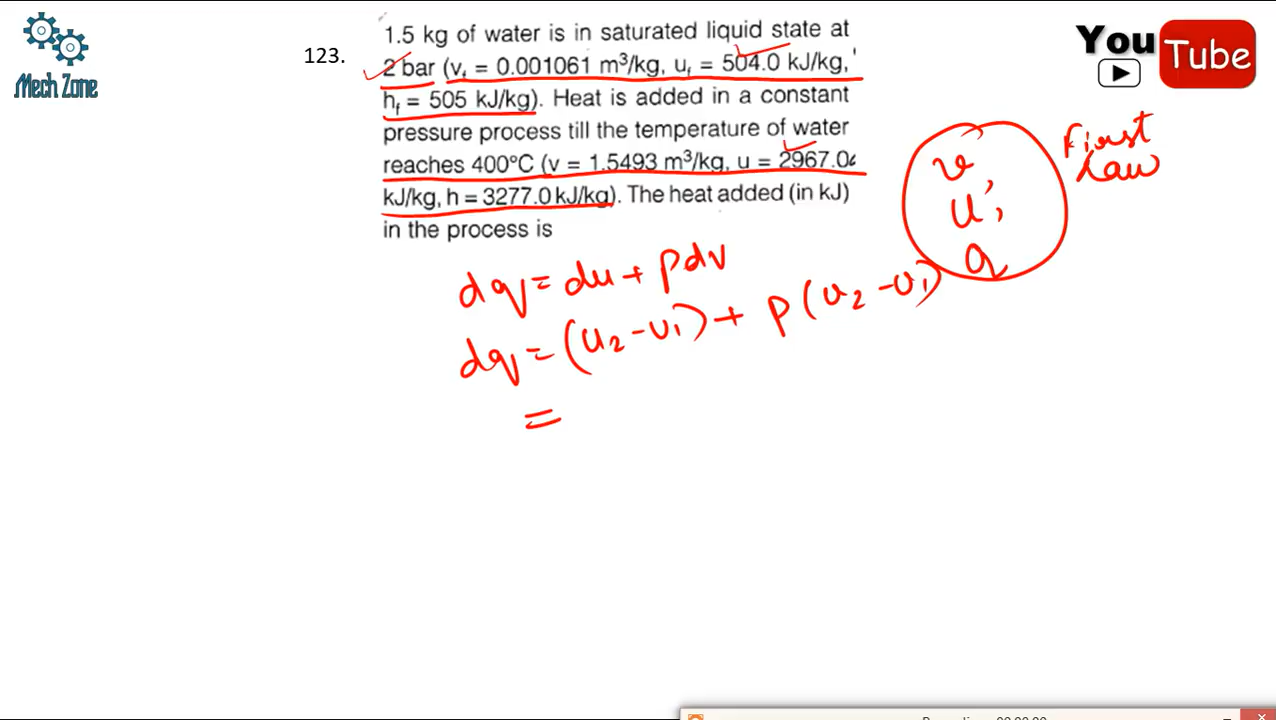 Mech Zone
You Tube
123.
1.5 kg of water is in saturated liquid state at
2 bar (vf = 0.001061 m³/kg, uf = 504.0 kJ/kg,
hf = 505 kJ/kg). Heat is added in a constant
pressure process till the temperature of water
reaches 400°C (v = 1.5493 m³/kg, u = 2967.0
kJ/kg, h = 3277.0 kJ/kg). The heat added (in kJ)
in the process is
v,
u,
q
First
Law
dq = du + pdv
dq = (u2 - u1) + p(v2 - v1)
=